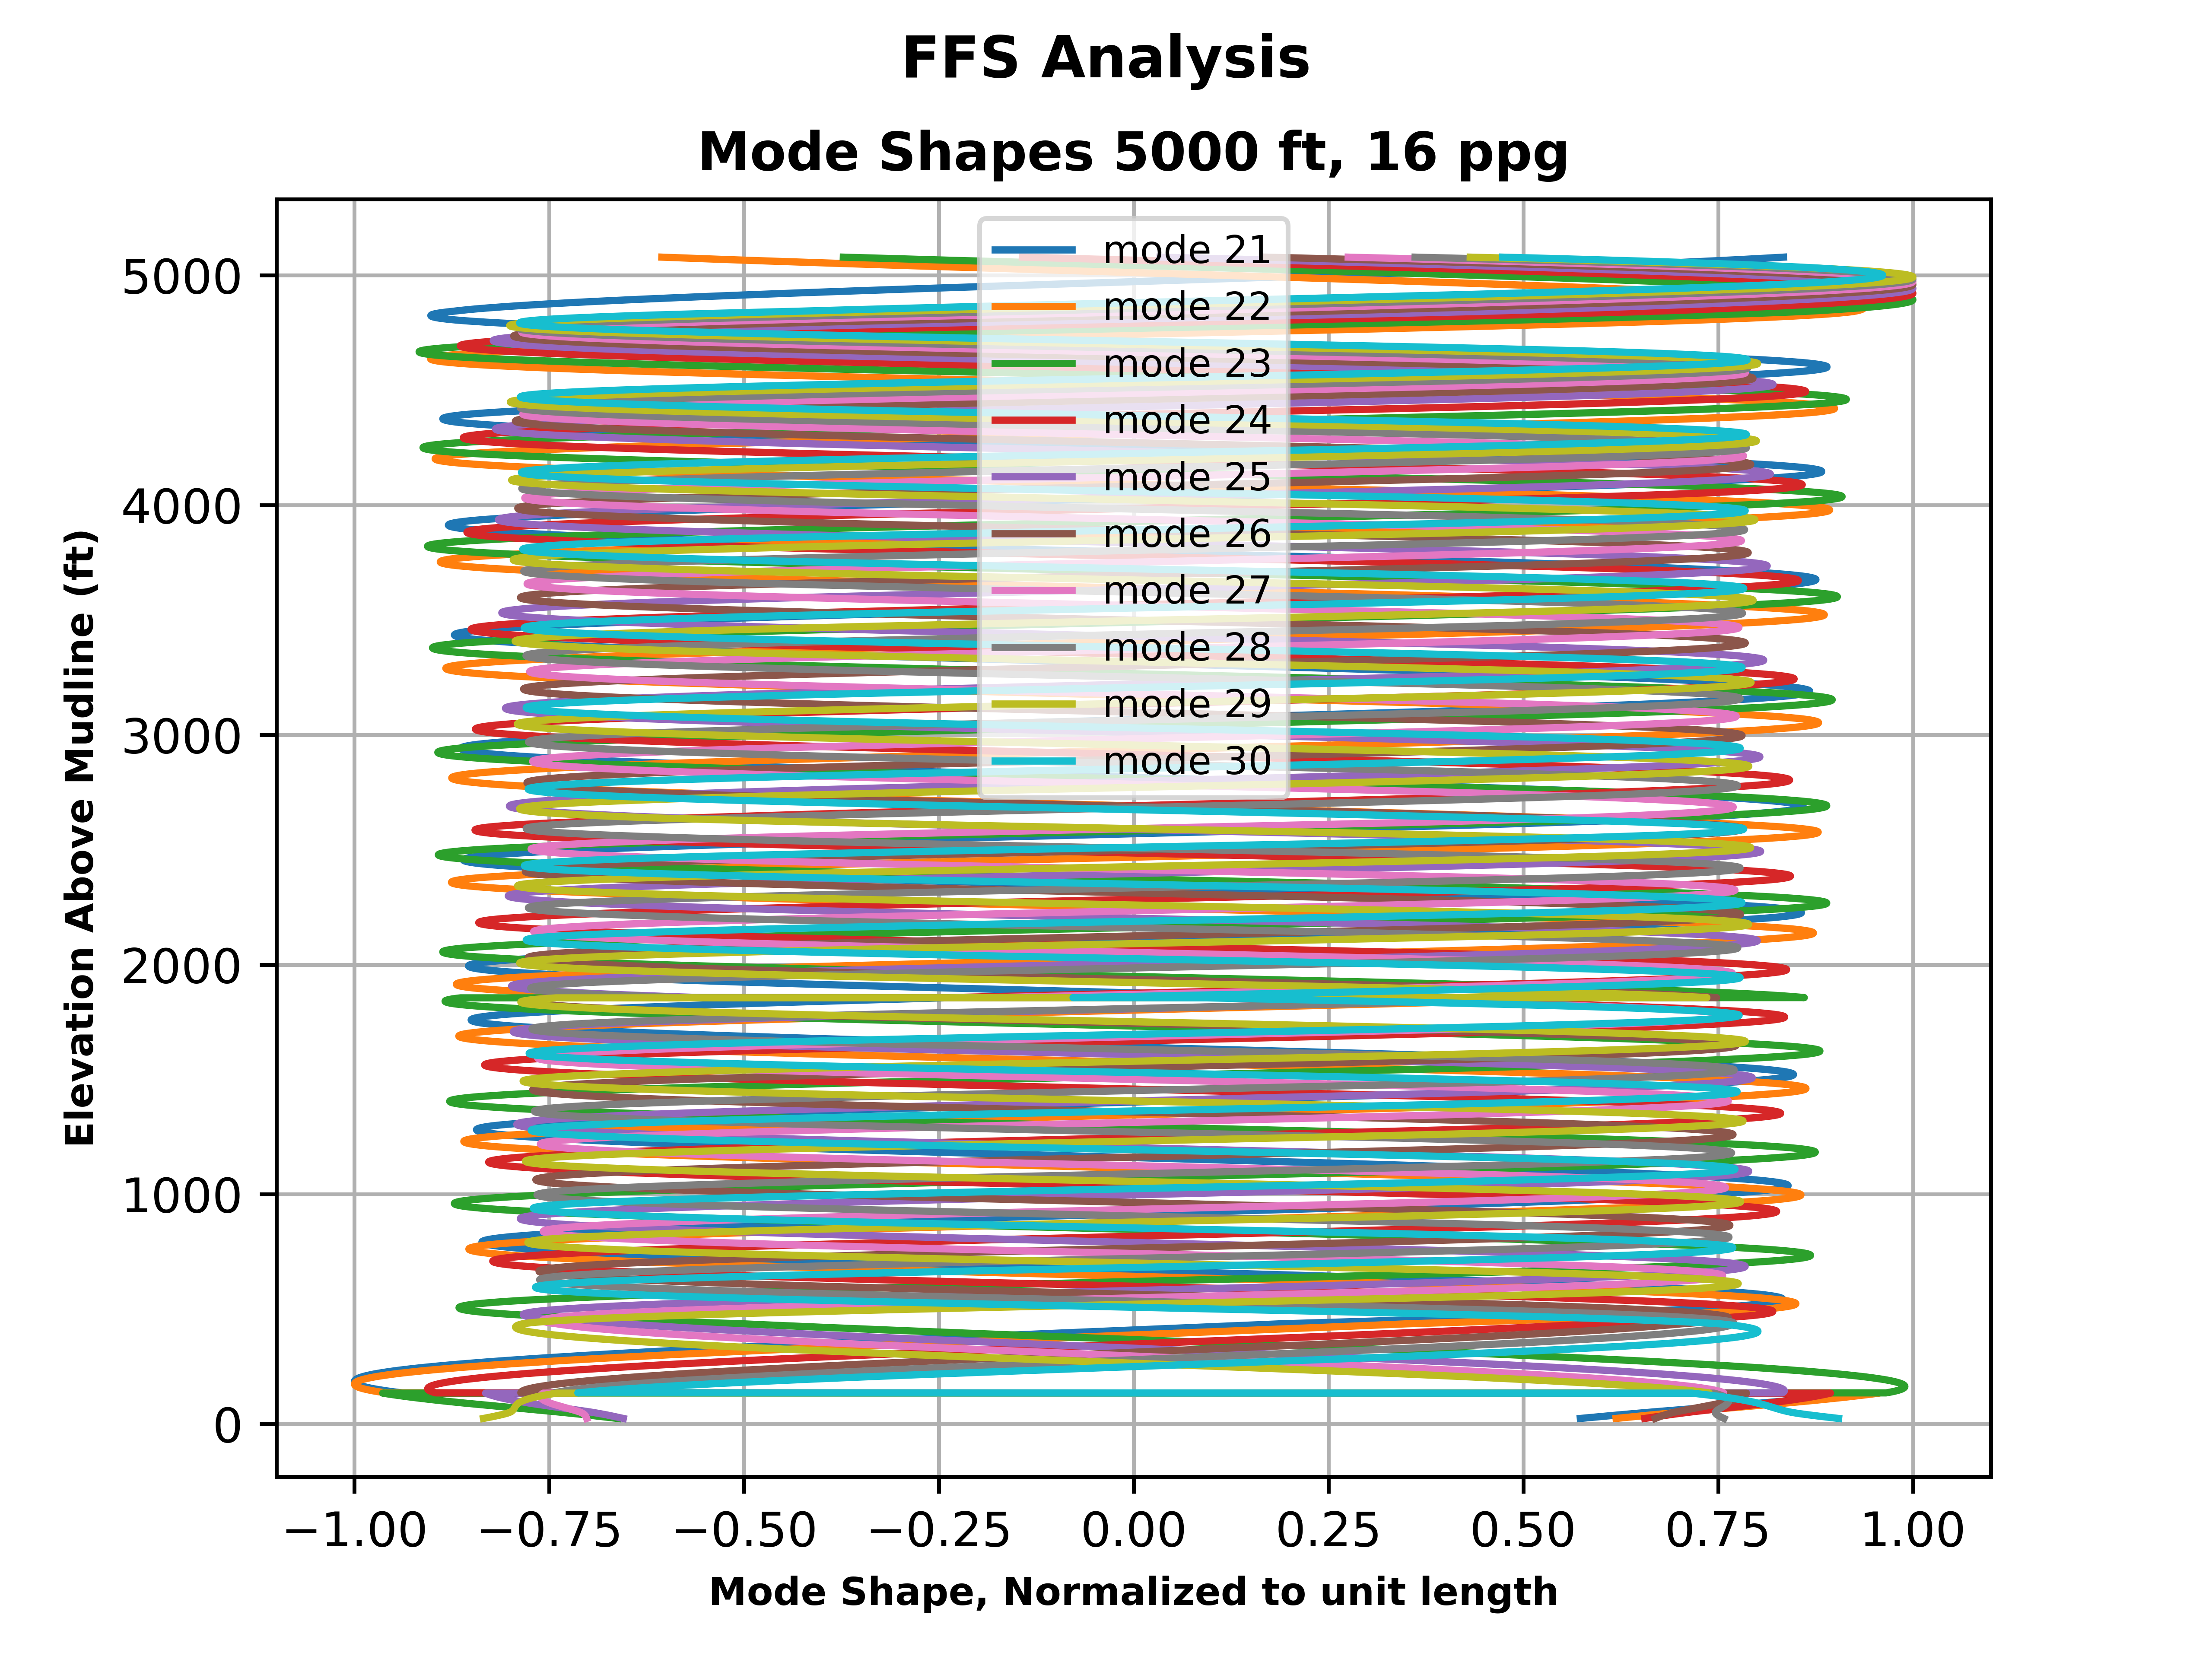 FFS Analysis
Mode Shapes 5000 ft, 16 ppg
mode 21
mode 22
mode 23
mode 24
mode 25
mode 26
mode 27
mode 28
mode 29
mode 30
Elevation Above Mudline (ft)
5000
4000
3000
2000
1000
0
−1.00 −0.75 −0.50 −0.25 0.00 0.25 0.50 0.75 1.00
Mode Shape, Normalized to unit length